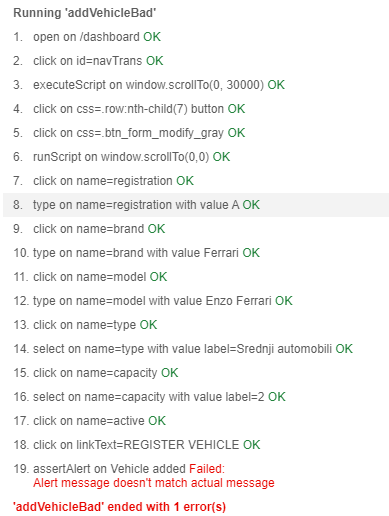 Running 'addVehicleBad'
1. open on /dashboard OK
2. click on id=navTrans OK
3. executeScript on window.scrollTo(0, 30000) OK
4. click on css=.row:nth-child(7) button OK
5. click on css=.btn_form_modify_gray OK
6. runScript on window.scrollTo(0,0) OK
7. click on name=registration OK
8. type on name=registration with value A OK
9. click on name=brand OK
10. type on name=brand with value Ferrari OK
11. click on name=model OK
12. type on name=model with value Enzo Ferrari OK
13. click on name=type OK
14. select on name=type with value label=Srednji automobili OK
15. click on name=capacity OK
16. select on name=capacity with value label=2 OK
17. click on name=active OK
18. click on linkText=REGISTER VEHICLE OK
19. assertAlert on Vehicle added Failed:
Alert message doesn't match actual message
'addVehicleBad' ended with 1 error(s)